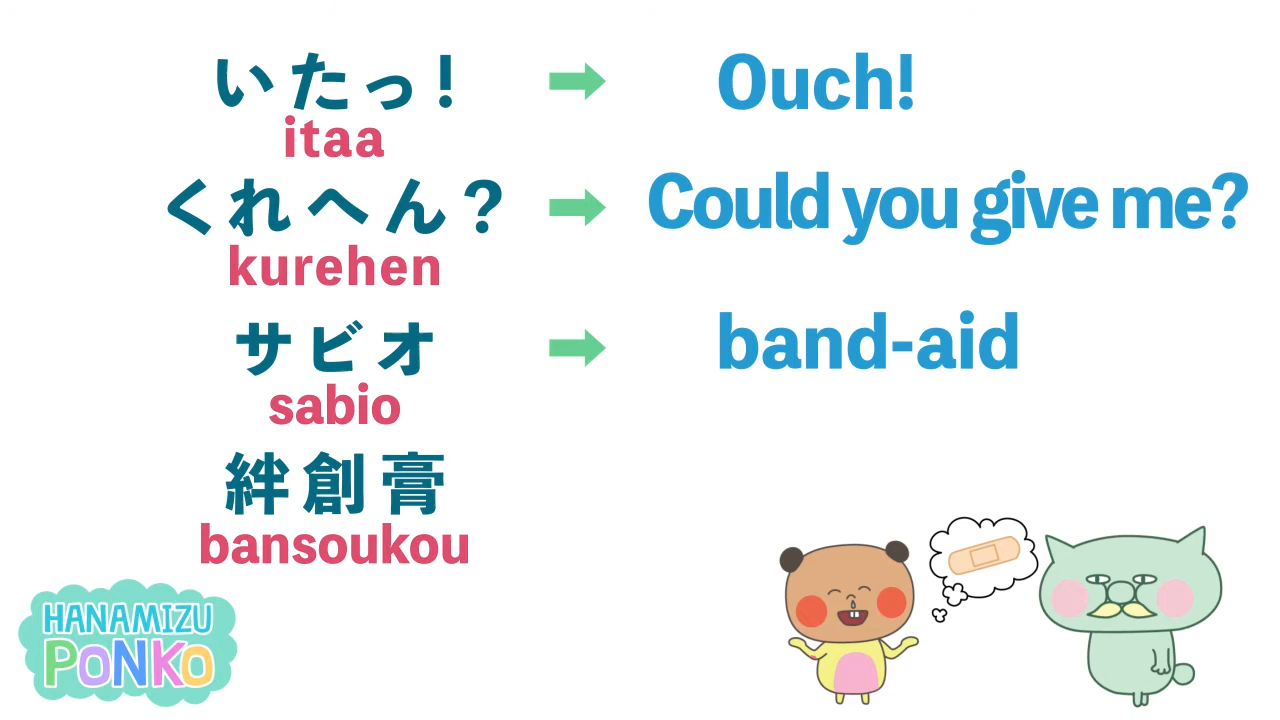 いたっ! → Ouch!
itaa
くれへん? → Could you give me?
kurehen
サビオ → band-aid
sabio
絆創膏
bansoukou
HANAMIZU
PONKO